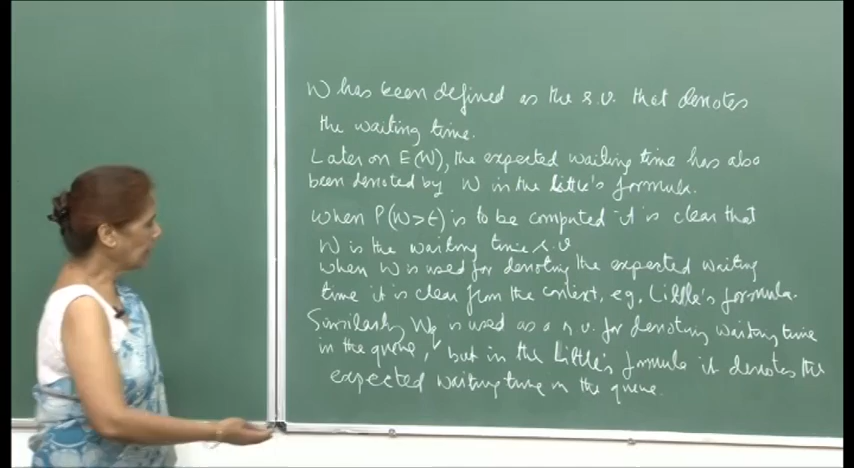 W has been defined as the r.v. that denotes
the waiting time.
Later on E(W), the expected waiting time has also
been denoted by W in the little's formula.
when P(W>t) is to be computed it is clear that
W is the waiting time r.v
when W is used for denoting the expected waiting
time it is clear from the context, eg, Little's formula.
Similarly Wq is used as a r.v. for denoting waiting time
in the queue, but in the Little's formula it denotes the
expected waiting time in the queue.